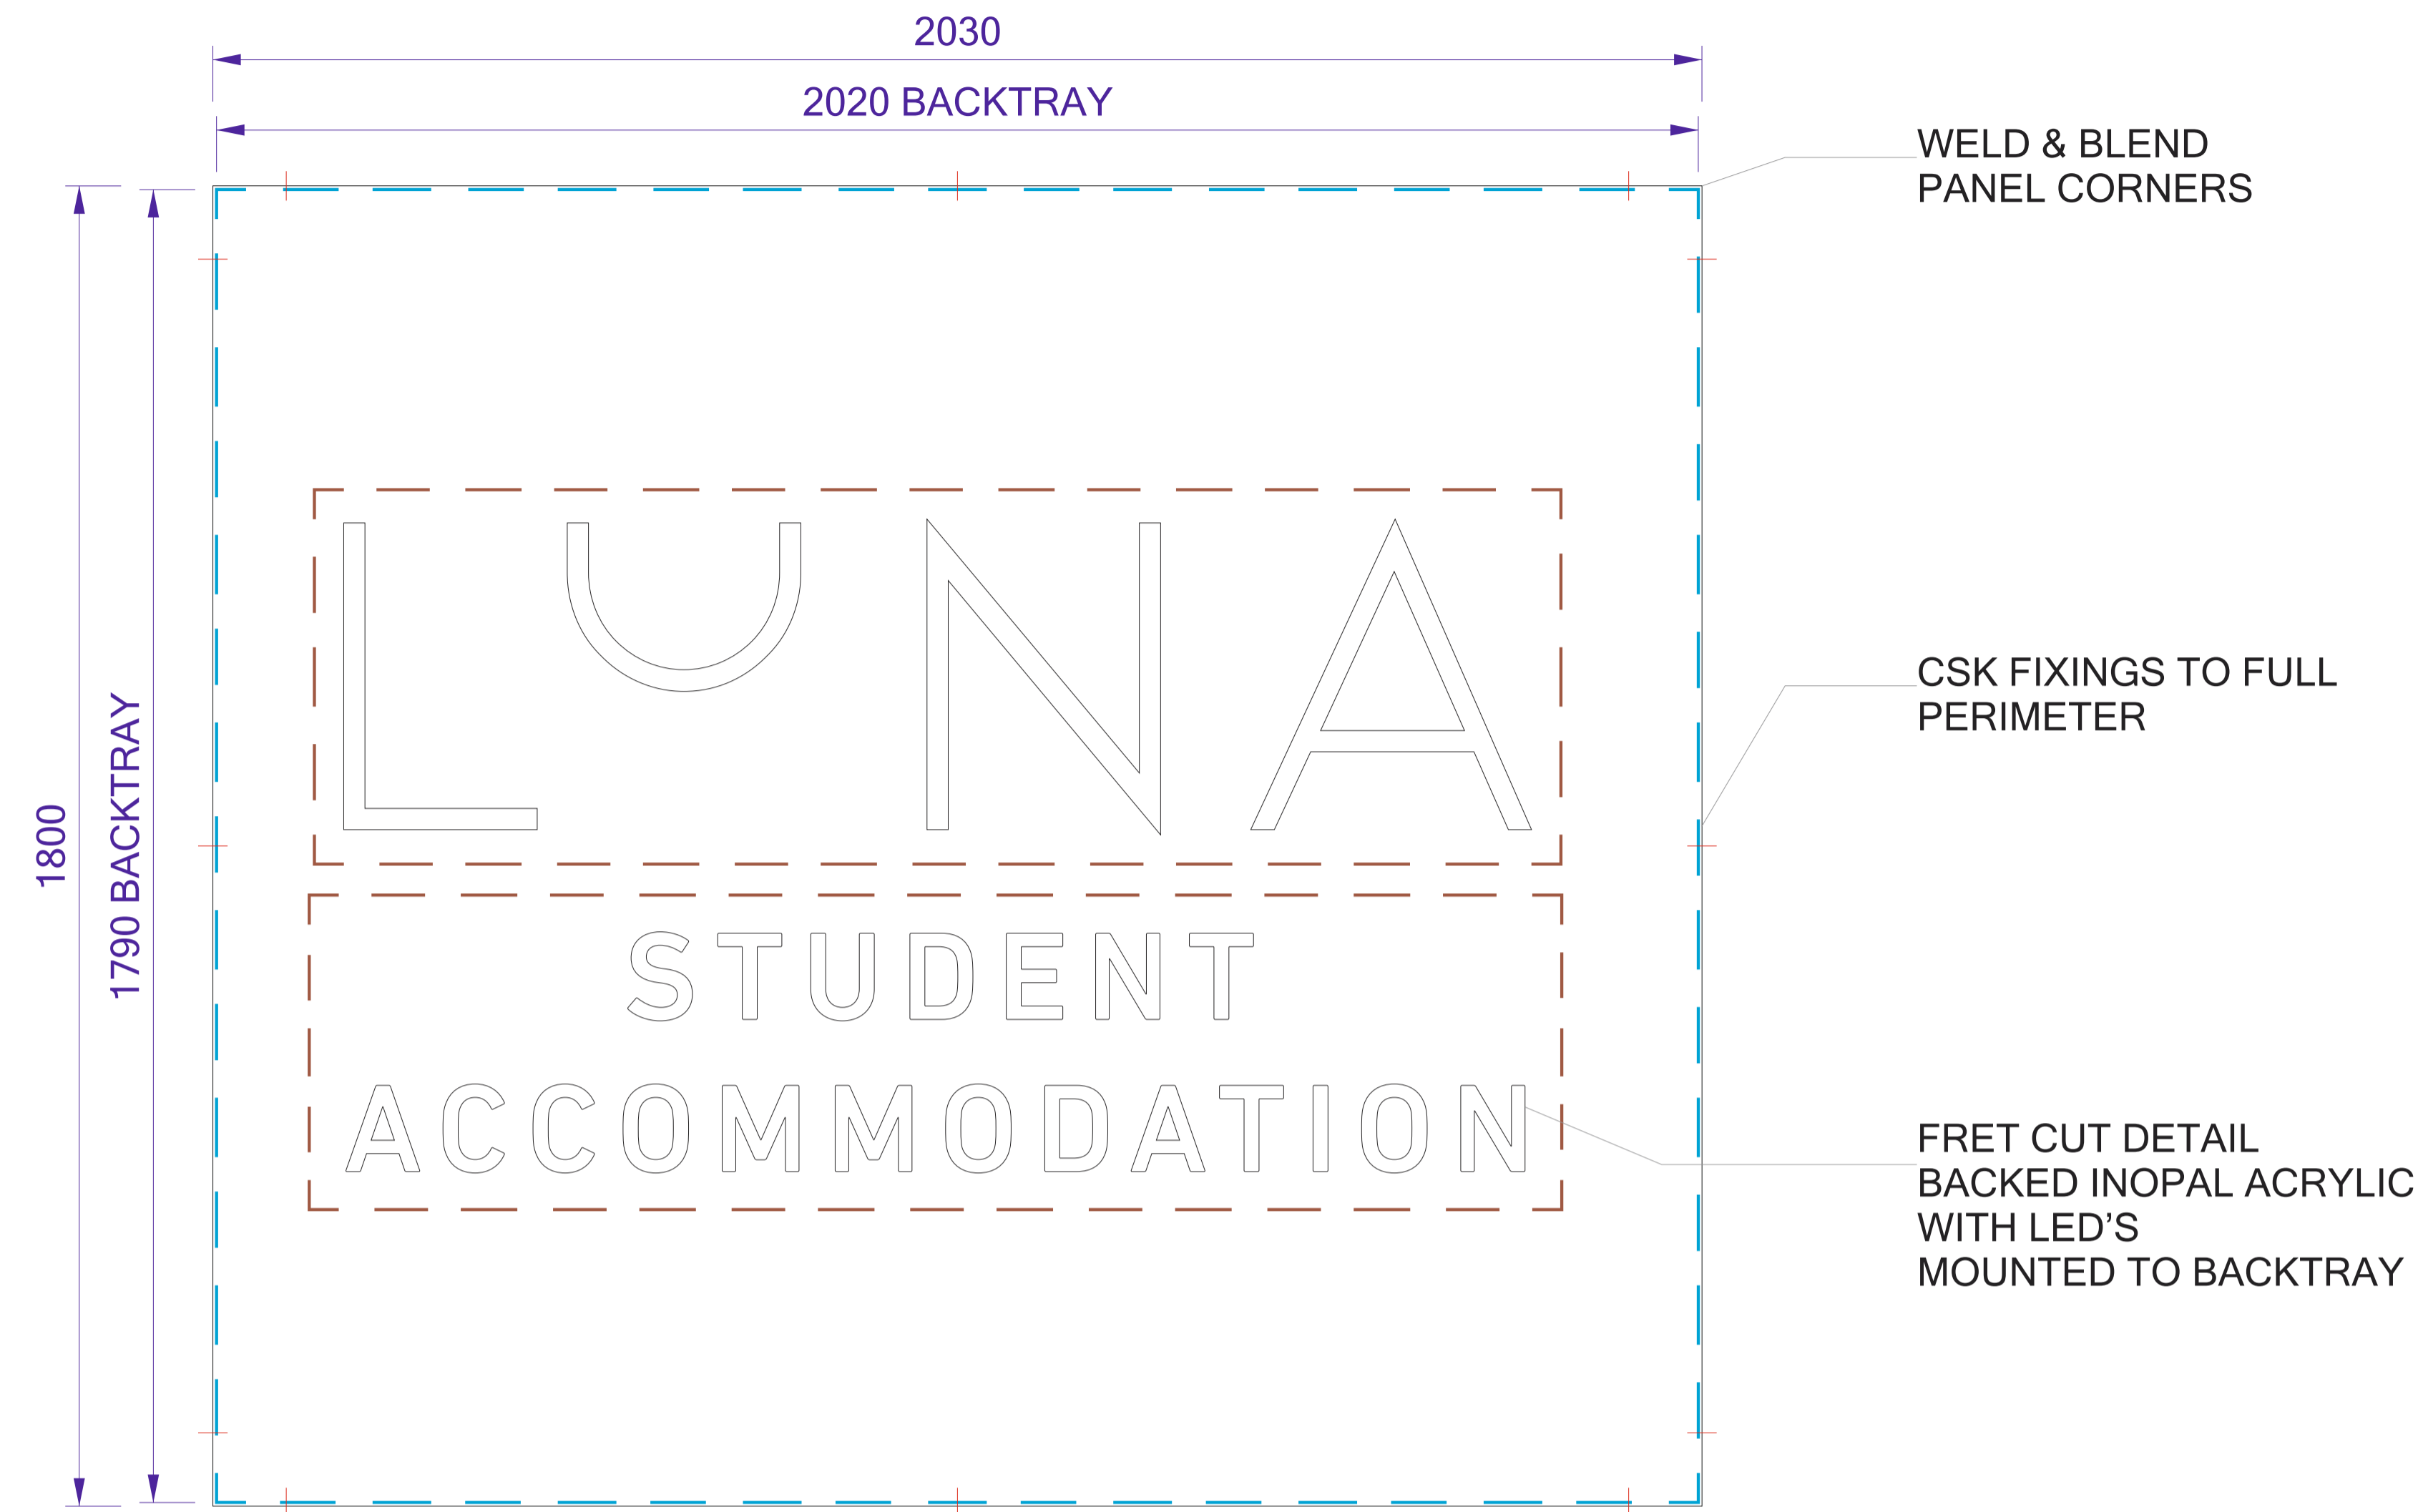 2030
2020 BACKTRAY
WELD & BLEND
PANEL CORNERS
1800
1790 BACKTRAY
LUNA
CSK FIXINGS TO FULL
PERIMETER
STUDENT
ACCOMMODATION
FRET CUT DETAIL
BACKED INOPAL ACRYLIC
WITH LED’S
MOUNTED TO BACKTRAY